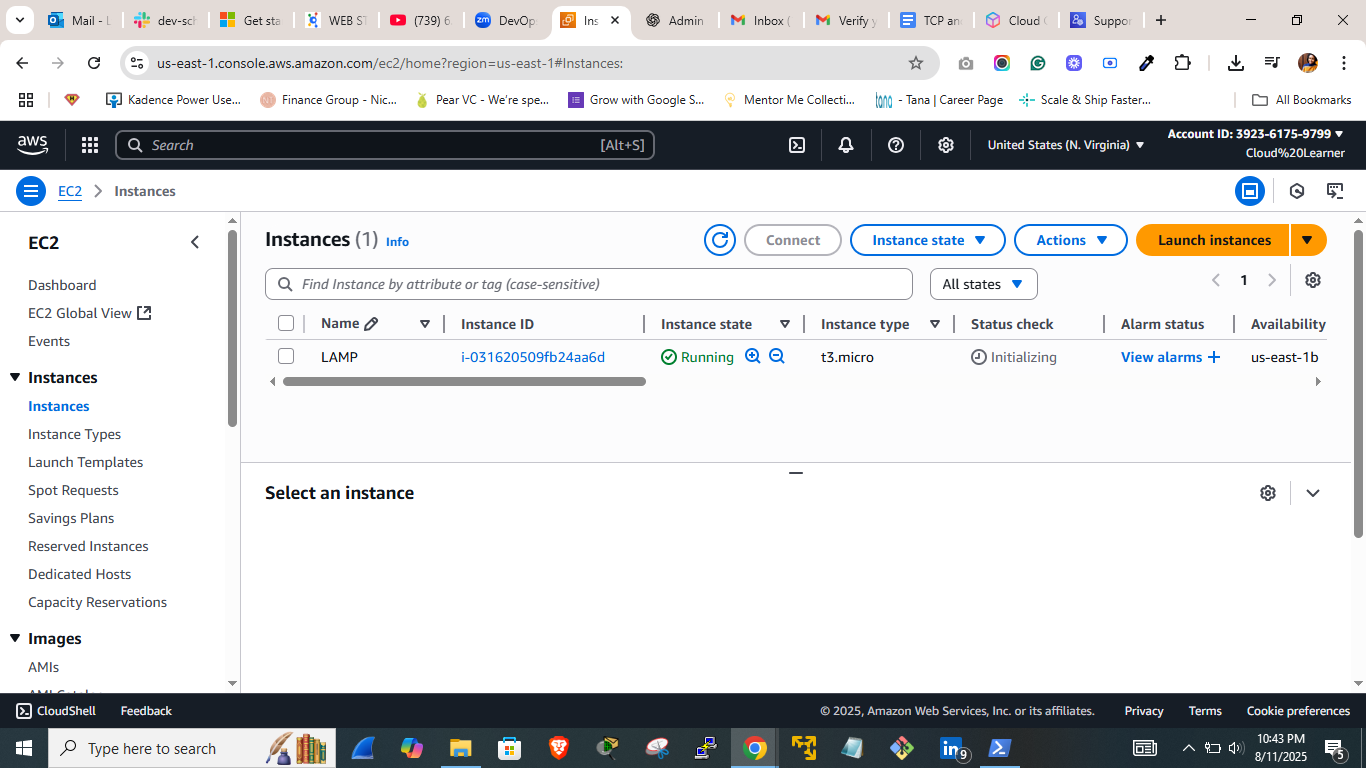 Mail - L
dev-sch
Get sta
WEB ST
(739) 6.
DevOp
Ins
Admin
Inbox (
Verify y
TCP an
Cloud
Suppor
us-east-1.console.aws.amazon.com/ec2/home?region=us-east-1#Instances:
Kadence Power Use...
Finance Group - Nic...
Pear VC - We're spe...
Grow with Google S...
Mentor Me Collecti...
- Tana | Career Page
Scale & Ship Faster...
All Bookmarks
aws
Search
[Alt+S]
United States (N. Virginia)
Account ID: 3923-6175-9799
Cloud%20Learner
EC2
Instances
EC2
Dashboard
EC2 Global View
Events
Instances
Instances
Instance Types
Launch Templates
Spot Requests
Savings Plans
Reserved Instances
Dedicated Hosts
Capacity Reservations
Images
AMIs
Instances (1) Info
Connect
Instance state
Actions
Launch instances
Find Instance by attribute or tag (case-sensitive)
All states
1
Name
Instance ID
Instance state
Instance type
Status check
Alarm status
Availability
LAMP
i-031620509fb24aa6d
Running
t3.micro
Initializing
View alarms +
us-east-1b
Select an instance
CloudShell
Feedback
© 2025, Amazon Web Services, Inc. or its affiliates.
Privacy
Terms
Cookie preferences
Type here to search
9
10:43 PM
8/11/2025
5